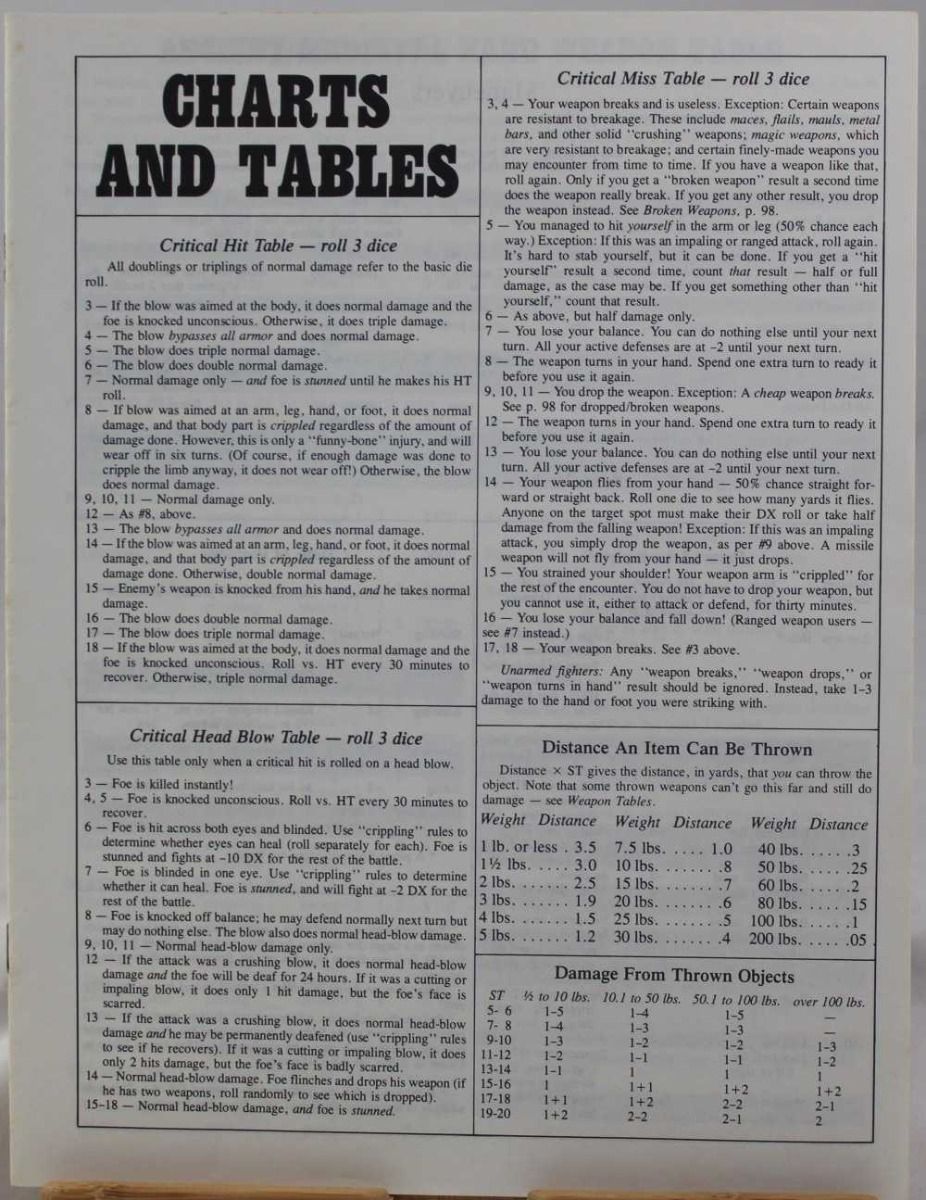 CHARTS
AND TABLES
Critical Hit Table — roll 3 dice
All doublings or triplings of normal damage refer to the basic die
roll.
3 — If the blow was aimed at the body, it does normal damage and the
foe is knocked unconscious. Otherwise, it does triple damage.
4 — The blow bypasses all armor and does normal damage.
5 — The blow does triple normal damage.
6 — The blow does double normal damage.
7 — Normal damage only — and foe is stunned until he makes his HT
roll.
8 — If blow was aimed at an arm, leg, hand, or foot, it does normal
damage, and that body part is crippled regardless of the amount of
damage done. However, this is only a "funny-bone" injury, and will
wear off in six turns. (Of course, if enough damage was done to
cripple the limb anyway, it does not wear off!) Otherwise, the blow
does normal damage.
9, 10, 11 — Normal damage only.
12 — As #8, above.
13 — The blow bypasses all armor and does normal damage.
14 — If the blow was aimed at an arm, leg, hand, or foot, it does normal
damage, and that body part is crippled regardless of the amount of
damage done. Otherwise, double normal damage.
15 — Enemy's weapon is knocked from his hand, and he takes normal
damage.
16 — The blow does double normal damage.
17 — The blow does triple normal damage.
18 — If the blow was aimed at the body, it does normal damage and the
foe is knocked unconscious. Roll vs. HT every 30 minutes to
recover. Otherwise, triple normal damage.
Critical Head Blow Table — roll 3 dice
Use this table only when a critical hit is rolled on a head blow.
3 — Foe is killed instantly!
4, 5 — Foe is knocked unconscious. Roll vs. HT every 30 minutes to
recover.
6 — Foe is hit across both eyes and blinded. Use "crippling" rules to
determine whether eyes can heal (roll separately for each). Foe is
stunned and fights at –10 DX for the rest of the battle.
7 — Foe is blinded in one eye. Use "crippling" rules to determine
whether it can heal. Foe is stunned, and will fight at –2 DX for the
rest of the battle.
8 — Foe is knocked off balance; he may defend normally next turn but
may do nothing else. The blow also does normal head-blow damage.
9, 10, 11 — Normal head-blow damage only.
12 — If the attack was a crushing blow, it does normal head-blow
damage and the foe will be deaf for 24 hours. If it was a cutting or
impaling blow, it does only 1 hit damage, but the foe's face is
scarred.
13 — If the attack was a crushing blow, it does normal head-blow
damage and he may be permanently deafened (use "crippling" rules
to see if he recovers). If it was a cutting or impaling blow, it does
only 2 hits damage, but the foe's face is badly scarred.
14 — Normal head-blow damage. Foe flinches and drops his weapon (if
he has two weapons, roll randomly to see which is dropped).
15–18 — Normal head-blow damage, and foe is stunned.
Critical Miss Table — roll 3 dice
3, 4 — Your weapon breaks and is useless. Exception: Certain weapons
are resistant to breakage. These include maces, flails, mauls, metal
bars, and other solid "crushing" weapons; magic weapons, which
are very resistant to breakage; and certain finely-made weapons you
may encounter from time to time. If you have a weapon like that,
roll again. Only if you get a "broken weapon" result a second time
does the weapon really break. If you get any other result, you drop
the weapon instead. See Broken Weapons, p. 98.
5 — You managed to hit yourself in the arm or leg (50% chance each
way.) Exception: If this was an impaling or ranged attack, roll again.
It's hard to stab yourself, but it can be done. If you get a "hit
yourself" result a second time, count that result — half or full
damage, as the case may be. If you get something other than "hit
yourself," count that result.
6 — As above, but half damage only.
7 — You lose your balance. You can do nothing else until your next
turn. All your active defenses are at –2 until your next turn.
8 — The weapon turns in your hand. Spend one extra turn to ready it
before you use it again.
9, 10, 11 — You drop the weapon. Exception: A cheap weapon breaks.
See p. 98 for dropped/broken weapons.
12 — The weapon turns in your hand. Spend one extra turn to ready it
before you use it again.
13 — You lose your balance. You can do nothing else until your next
turn. All your active defenses are at –2 until your next turn.
14 — Your weapon flies from your hand — 50% chance straight for-
ward or straight back. Roll one die to see how many yards it flies.
Anyone on the target spot must make their DX roll or take half
damage from the falling weapon! Exception: If this was an impaling
attack, you simply drop the weapon, as per #9 above. A missile
weapon will not fly from your hand — it just drops.
15 — You strained your shoulder! Your weapon arm is "crippled" for
the rest of the encounter. You do not have to drop your weapon, but
you cannot use it, either to attack or defend, for thirty minutes.
16 — You lose your balance and fall down! (Ranged weapon users —
see #7 instead.)
17, 18 — Your weapon breaks. See #3 above.
Unarmed fighters: Any "weapon breaks," "weapon drops," or
"weapon turns in hand" result should be ignored. Instead, take 1–3
damage to the hand or foot you were striking with.
Distance An Item Can Be Thrown
Distance × ST gives the distance, in yards, that you can throw the
object. Note that some thrown weapons can't go this far and still do
damage — see Weapon Tables.
Weight Distance Weight Distance Weight Distance
1 lb. or less . 3.5 7.5 lbs. ..... 1.0 40 lbs. ......3
1½ lbs. ..... 3.0 10 lbs. .......8 50 lbs. ......25
2 lbs. ....... 2.5 15 lbs. .......7 60 lbs. ......2
3 lbs. ....... 1.9 20 lbs. .......6 80 lbs. ......15
4 lbs. ....... 1.5 25 lbs. .......5 100 lbs. .....1
5 lbs. ....... 1.2 30 lbs. .......4 200 lbs. .....05
Damage From Thrown Objects
ST ½ to 10 lbs. 10.1 to 50 lbs. 50.1 to 100 lbs. over 100 lbs.
5- 6 1–5 1–4 1–5 —
7- 8 1–4 1–3 1–3 —
9-10 1–3 1–2 1–2 1–3
11-12 1–2 1–1 1–1 1–2
13-14 1–1 1 1 1
15-16 1 1+1 1+2 1+2
17-18 1+1 1+2 2–2 2–1
19-20 1+2 2–2 2–1 2